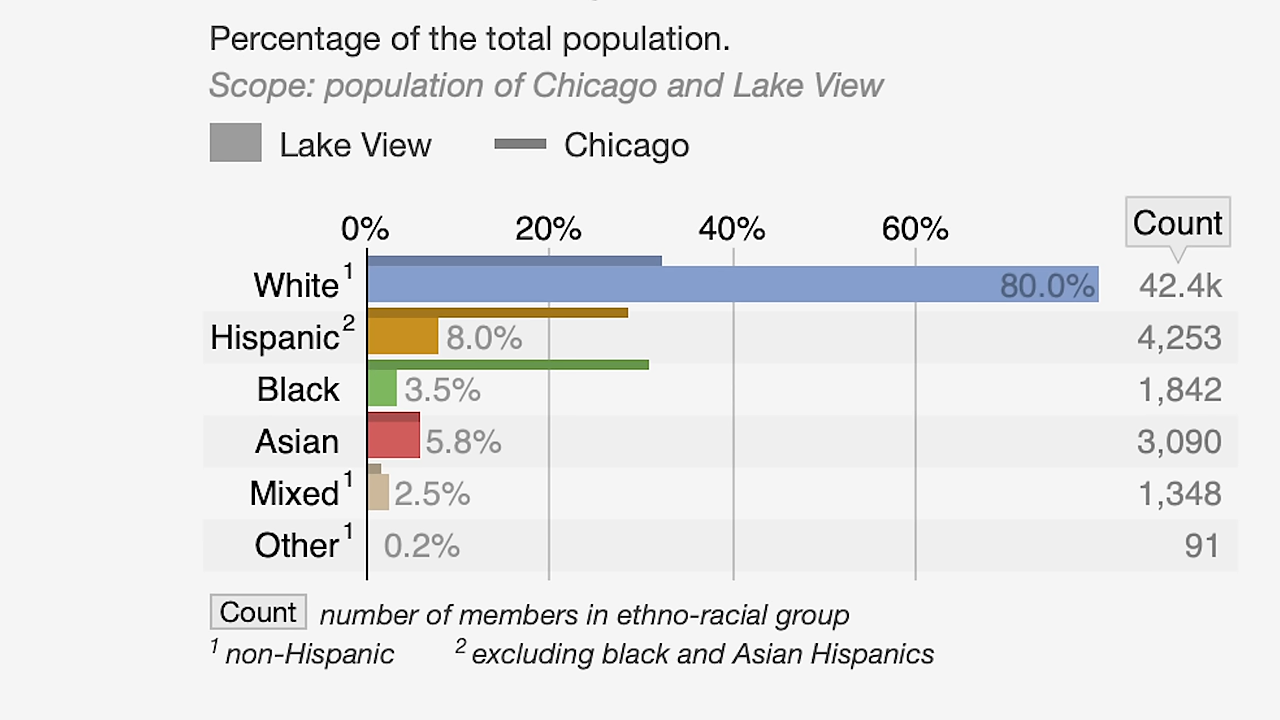 Percentage of the total population.
Scope: population of Chicago and Lake View
Lake View Chicago
0% 20% 40% 60% Count
White¹ 80.0% 42.4k
Hispanic² 8.0% 4,253
Black 3.5% 1,842
Asian 5.8% 3,090
Mixed¹ 2.5% 1,348
Other¹ 0.2% 91
Count number of members in ethno-racial group
¹ non-Hispanic ² excluding black and Asian Hispanics